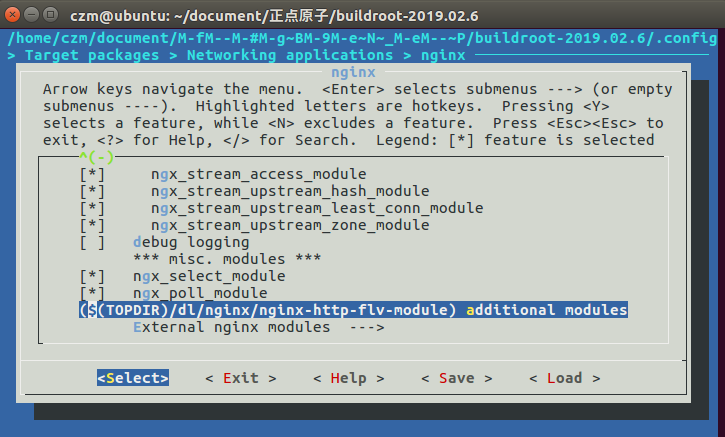 czm@ubuntu: ~/document/正点原子/buildroot-2019.02.6
/home/czm/document/M-fM--M-#M-g~BM-9M-e~N~_M-eM--~P/buildroot-2019.02.6/.config
> Target packages > Networking applications > nginx
nginx
Arrow keys navigate the menu.  <Enter> selects submenus ---> (or empty
submenus ----).  Highlighted letters are hotkeys.  Pressing <Y>
selects a feature, while <N> excludes a feature.  Press <Esc><Esc> to
exit, <?> for Help, </> for Search.  Legend: [*] feature is selected
^(-)
[*]     ngx_stream_access_module
[*]     ngx_stream_upstream_hash_module
[*]     ngx_stream_upstream_least_conn_module
[*]     ngx_stream_upstream_zone_module
[ ]   debug logging
*** misc. modules ***
[*]   ngx_select_module
[*]   ngx_poll_module
($(TOPDIR)/dl/nginx/nginx-http-flv-module) additional modules
External nginx modules  --->
<Select>    < Exit >    < Help >    < Save >    < Load >